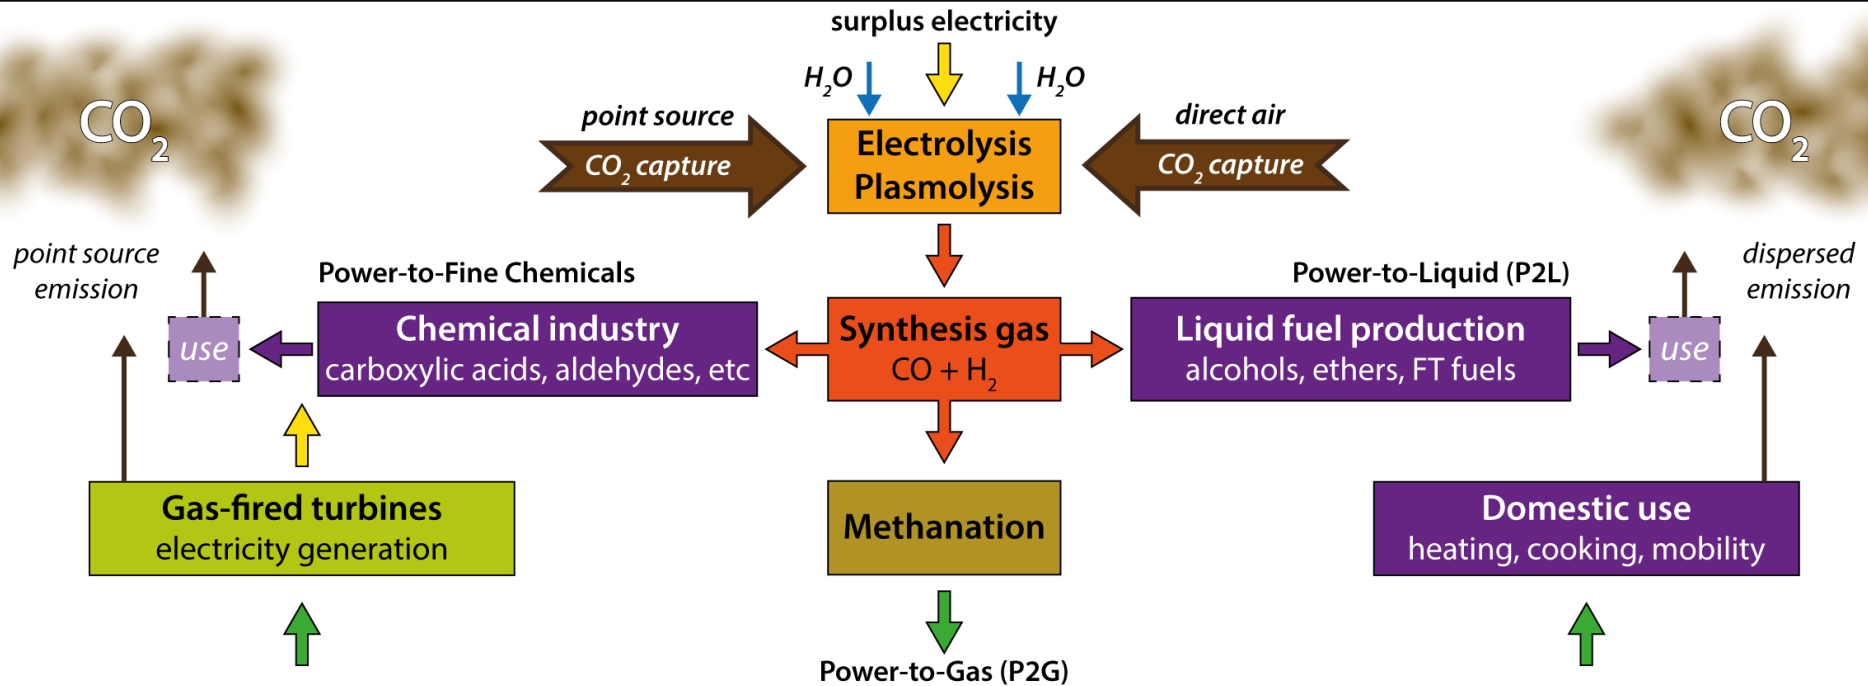 surplus electricity
H₂O
H₂O
CO₂
CO₂
point source
CO₂ capture
Electrolysis
Plasmolysis
direct air
CO₂ capture
point source
emission
dispersed
emission
Power-to-Fine Chemicals
Power-to-Liquid (P2L)
use
Chemical industry
carboxylic acids, aldehydes, etc
Synthesis gas
CO + H₂
Liquid fuel production
alcohols, ethers, FT fuels
use
Gas-fired turbines
electricity generation
Methanation
Domestic use
heating, cooking, mobility
Power-to-Gas (P2G)